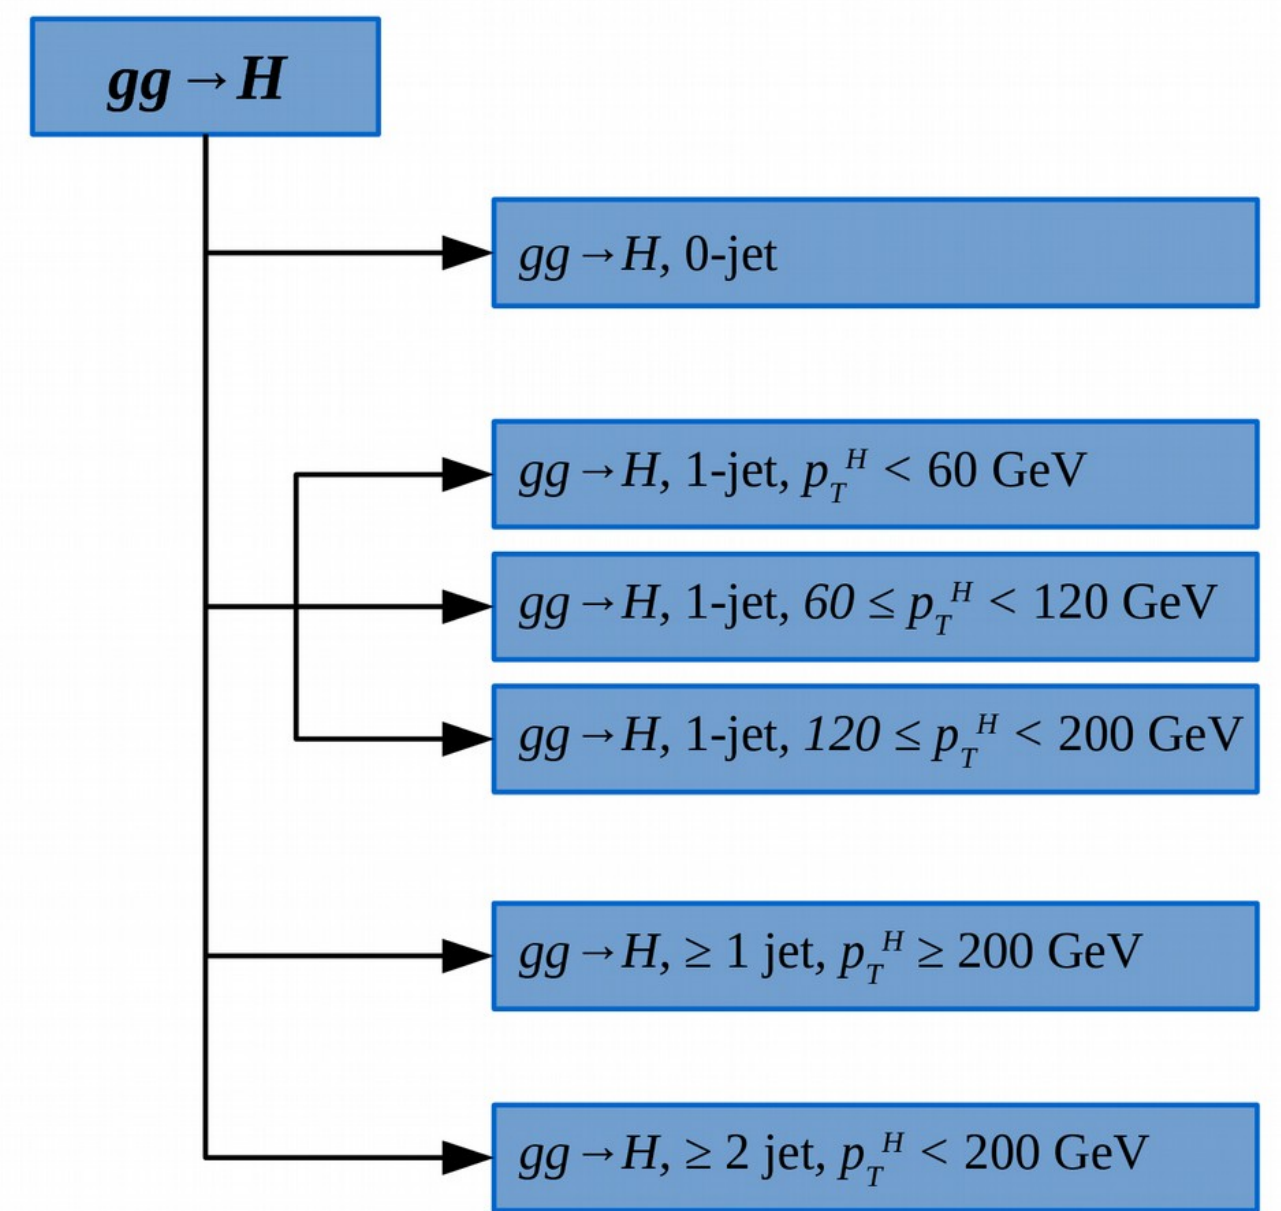 gg→H
gg→H, 0-jet
gg→H, 1-jet, p_T^H < 60 GeV
gg→H, 1-jet, 60 ≤ p_T^H < 120 GeV
gg→H, 1-jet, 120 ≤ p_T^H < 200 GeV
gg→H, ≥ 1 jet, p_T^H ≥ 200 GeV
gg→H, ≥ 2 jet, p_T^H < 200 GeV